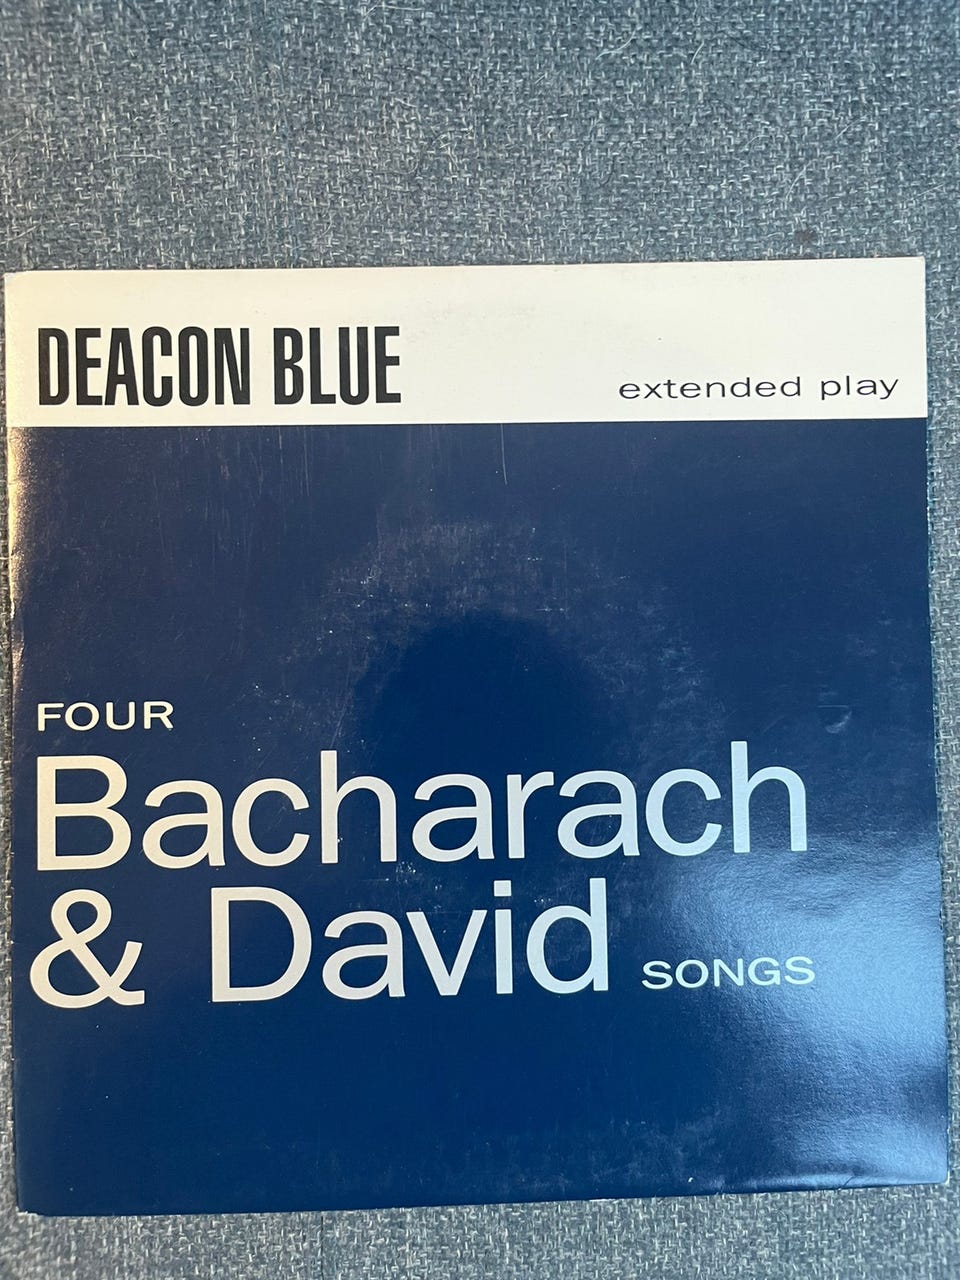 DEACON BLUE
extended play
FOUR
Bacharach
& David SONGS